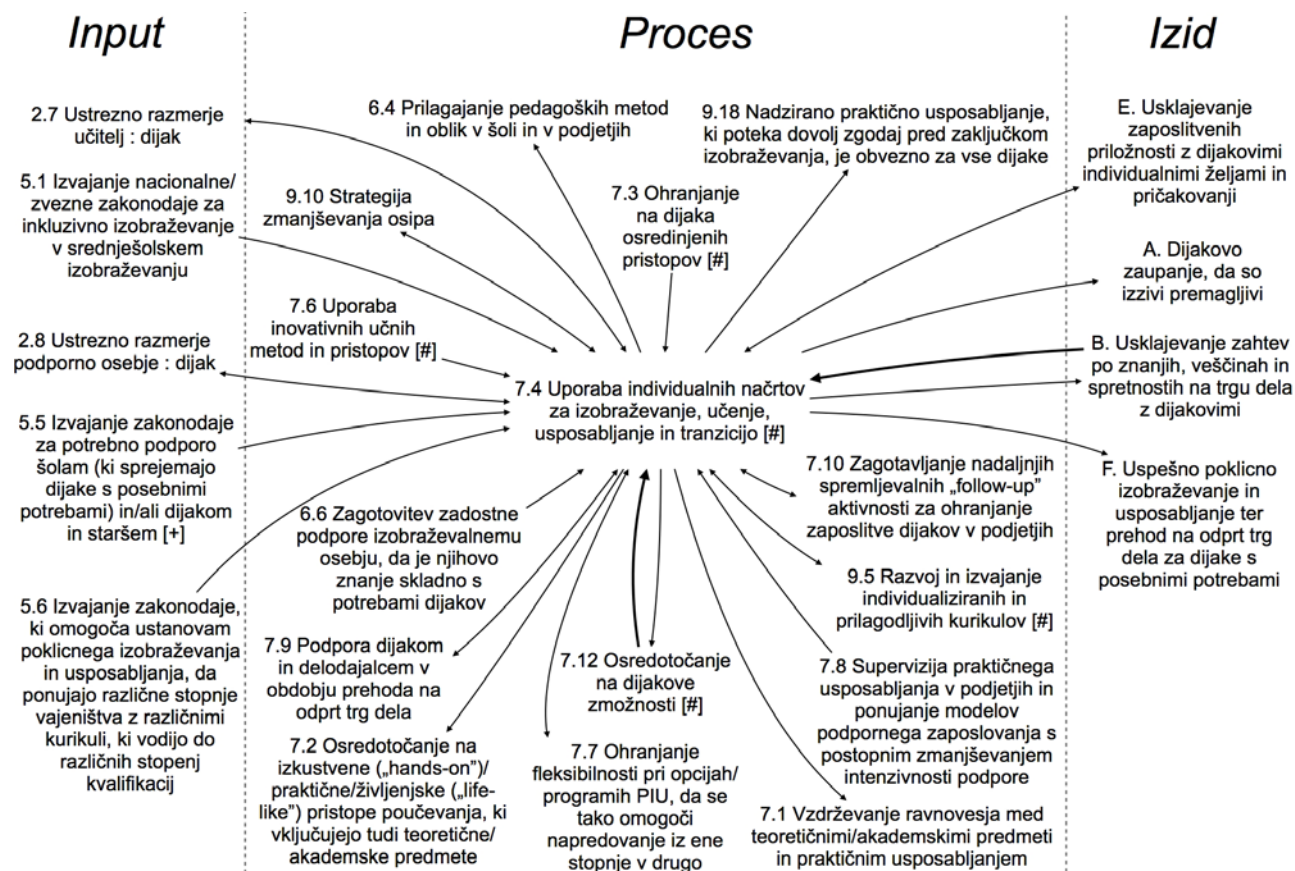 Input
Proces
Izid
2.7 Ustrezno razmerje
učitelj : dijak
5.1 Izvajanje nacionalne/
zvezne zakonodaje za
inkluzivno izobraževanje
v srednješolskem
izobraževanju
2.8 Ustrezno razmerje
podporno osebje : dijak
5.5 Izvajanje zakonodaje
za potrebno podporo
šolam (ki sprejemajo
dijake s posebnimi
potrebami) in/ali dijakom
in staršem [+]
5.6 Izvajanje zakonodaje,
ki omogoča ustanovam
poklicnega izobraževanja
in usposabljanja, da
ponujajo različne stopnje
vajeništva z različnimi
kurikuli, ki vodijo do
različnih stopenj
kvalifikacij
6.4 Prilagajanje pedagoških metod
in oblik v šoli in v podjetjih
9.18 Nadzirano praktično usposabljanje,
ki poteka dovolj zgodaj pred zaključkom
izobraževanja, je obvezno za vse dijake
9.10 Strategija
zmanjševanja osipa
7.3 Ohranjanje
na dijaka
osredinjenih
pristopov [#]
7.6 Uporaba
inovativnih učnih
metod in pristopov [#]
7.4 Uporaba individualnih načrtov
za izobraževanje, učenje,
usposabljanje in tranzicijo [#]
6.6 Zagotovitev zadostne
podpore izobraževalnemu
osebju, da je njihovo
znanje skladno s
potrebami dijakov
7.9 Podpora dijakom
in delodajalcem v
obdobju prehoda na
odprt trg dela
7.2 Osredotočanje na
izkustvene („hands-on”)/
praktične/življenjske („life-
like”) pristope poučevanja, ki
vključujejo tudi teoretične/
akademske predmete
7.12 Osredotočanje
na dijakove
zmožnosti [#]
7.7 Ohranjanje
fleksibilnosti pri opcijah/
programih PIU, da se
tako omogoči
napredovanje iz ene
stopnje v drugo
7.10 Zagotavljanje nadaljnjih
spremljevalnih „follow-up”
aktivnosti za ohranjanje
zaposlitve dijakov v podjetjih
9.5 Razvoj in izvajanje
individualiziranih in
prilagodljivih kurikulov [#]
7.8 Supervizija praktičnega
usposabljanja v podjetjih in
ponujanje modelov
podpornega zaposlovanja s
postopnim zmanjševanjem
intenzivnosti podpore
7.1 Vzdrževanje ravnovesja med
teoretičnimi/akademskimi predmeti
in praktičnim usposabljanjem
E. Usklajevanje
zaposlitvenih
priložnosti z dijakovimi
individualnimi željami in
pričakovanji
A. Dijakovo
zaupanje, da so
izzivi premagljivi
B. Usklajevanje zahtev
po znanjih, veščinah in
spretnostih na trgu dela
z dijakovimi
F. Uspešno poklicno
izobraževanje in
usposabljanje ter
prehod na odprt trg
dela za dijake s
posebnimi potrebami